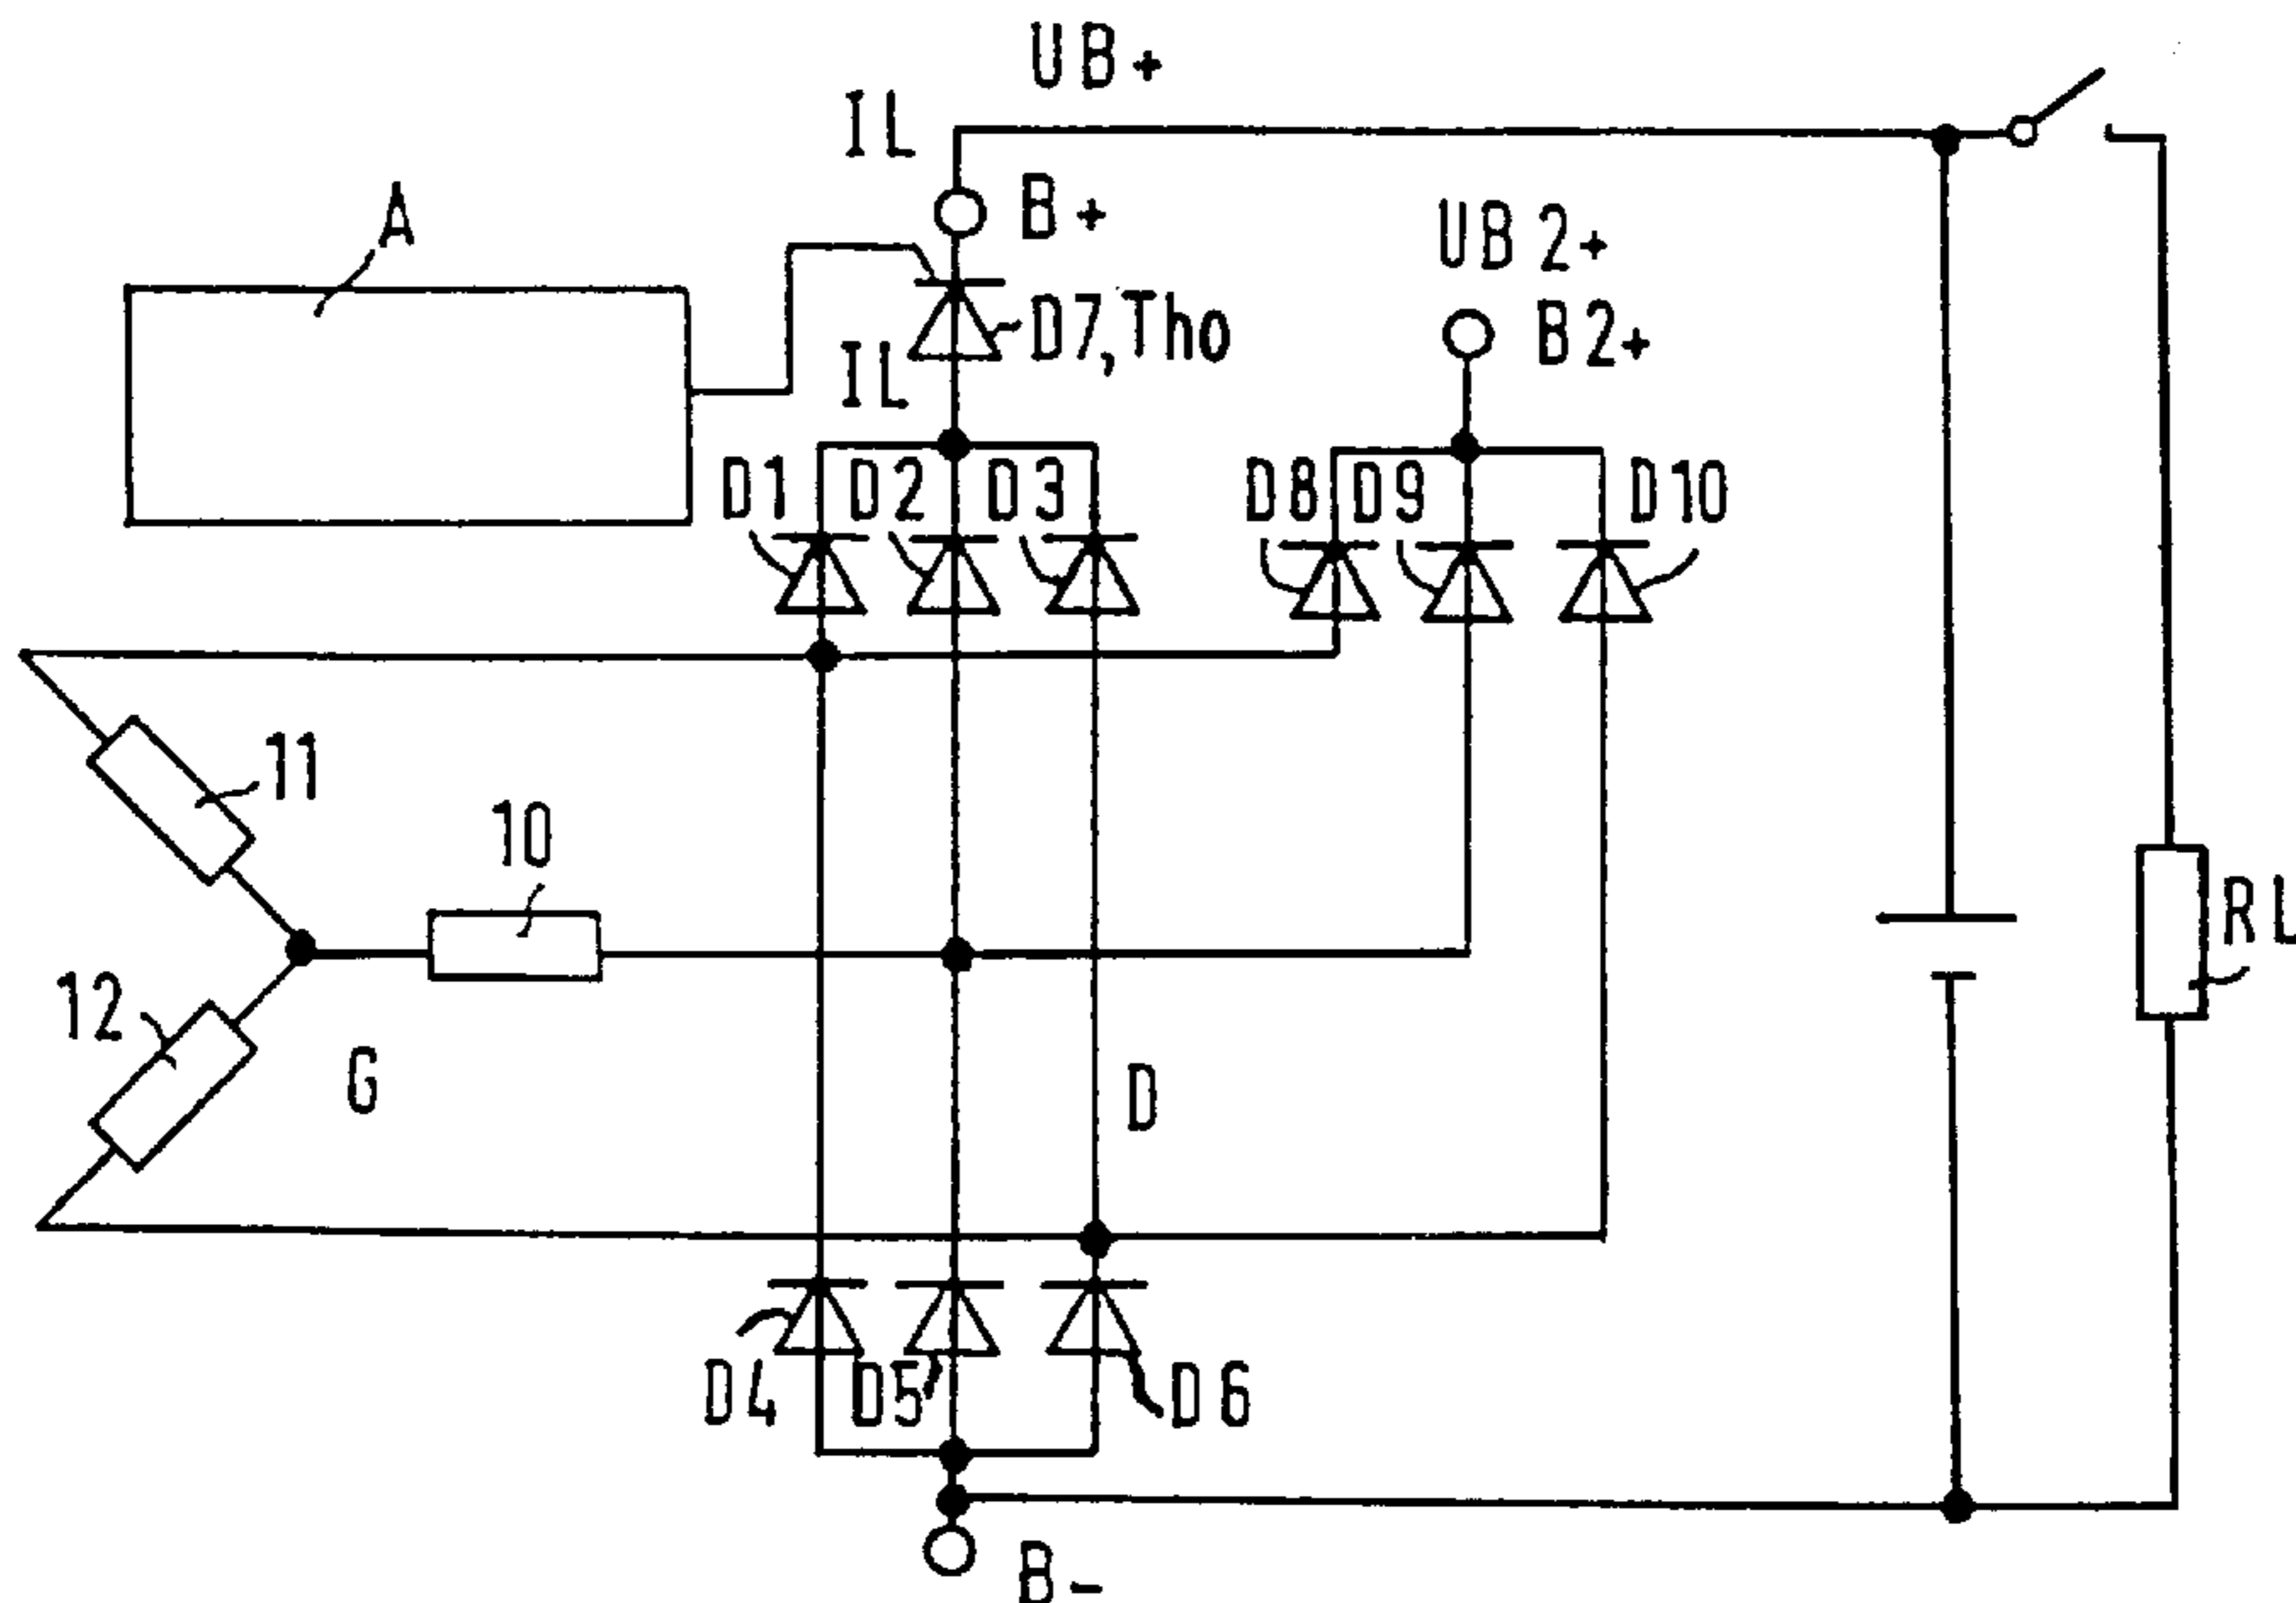 UB+
IL
B+
A
UB2+
B2+
D7,Tho
IL
D1 D2 D3
D8 D9 D10
11
10
12
G
D
RL
D4 D5 D6
B-